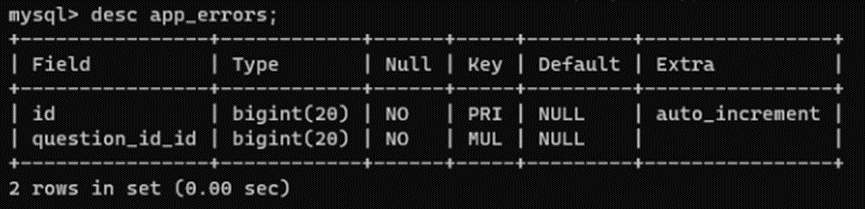 mysql> desc app_errors;
+----------------+------------+------+-----+---------+----------------+
| Field          | Type       | Null | Key | Default | Extra          |
+----------------+------------+------+-----+---------+----------------+
| id             | bigint(20) | NO   | PRI | NULL    | auto_increment |
| question_id_id | bigint(20) | NO   | MUL | NULL    |                |
+----------------+------------+------+-----+---------+----------------+
2 rows in set (0.00 sec)